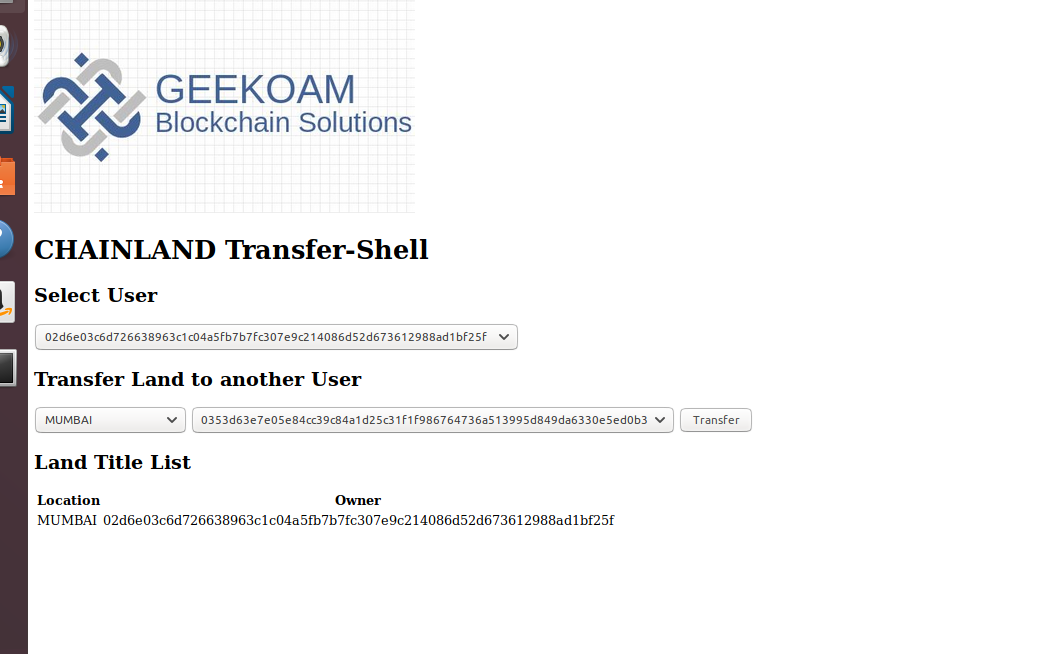 GEEKOAM
Blockchain Solutions
CHAINLAND Transfer-Shell
Select User
02d6e03c6d726638963c1c04a5fb7b7fc307e9c214086d52d673612988ad1bf25f
Transfer Land to another User
MUMBAI 0353d63e7e05e84cc39c84a1d25c31f1f986764736a513995d849da6330e5ed0b3 Transfer
Land Title List
Location Owner
MUMBAI 02d6e03c6d726638963c1c04a5fb7b7fc307e9c214086d52d673612988ad1bf25f